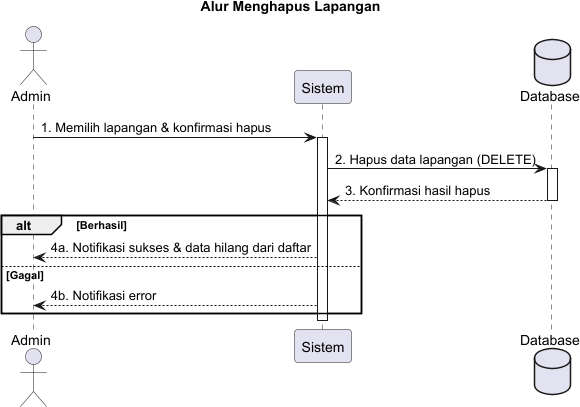 Alur Menghapus Lapangan
Admin
Sistem
Database
1. Memilih lapangan & konfirmasi hapus
2. Hapus data lapangan (DELETE)
3. Konfirmasi hasil hapus
alt [Berhasil]
4a. Notifikasi sukses & data hilang dari daftar
[Gagal]
4b. Notifikasi error
Admin
Sistem
Database